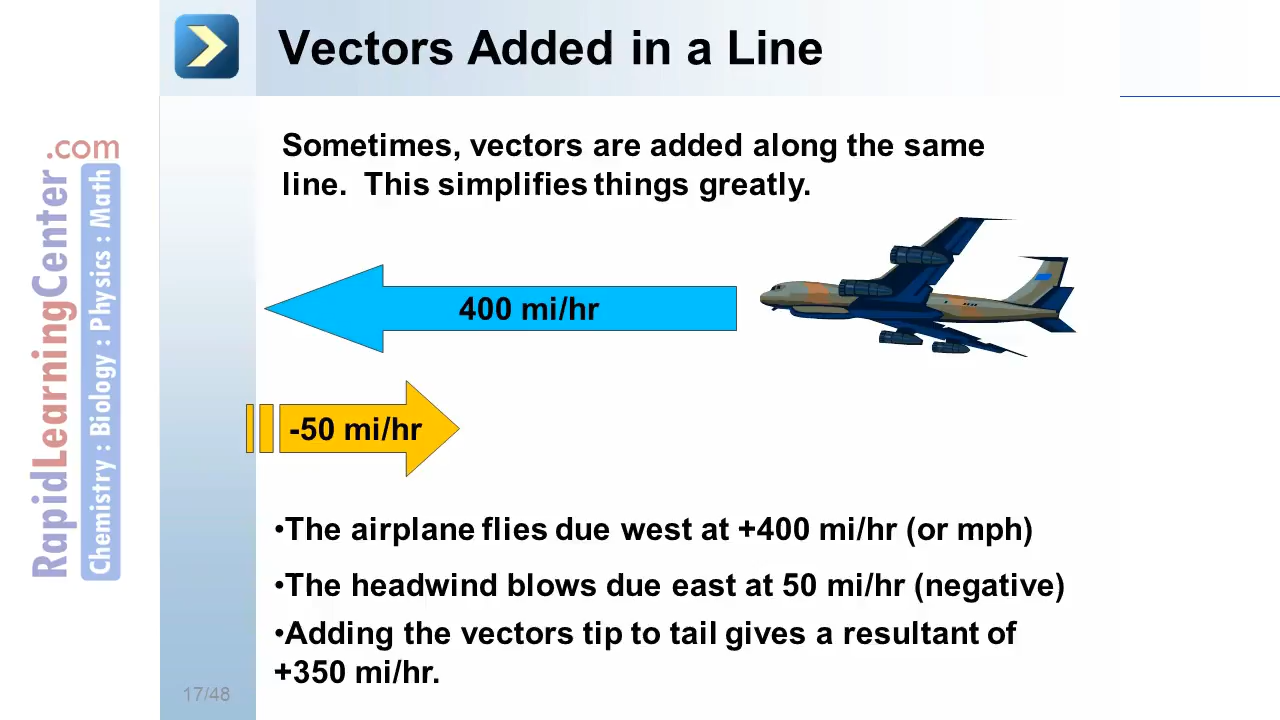 Vectors Added in a Line
Sometimes, vectors are added along the same
line. This simplifies things greatly.
400 mi/hr
-50 mi/hr
•The airplane flies due west at +400 mi/hr (or mph)
•The headwind blows due east at 50 mi/hr (negative)
•Adding the vectors tip to tail gives a resultant of
+350 mi/hr.
17/48
RapidLearningCenter.com
Chemistry : Biology : Physics : Math